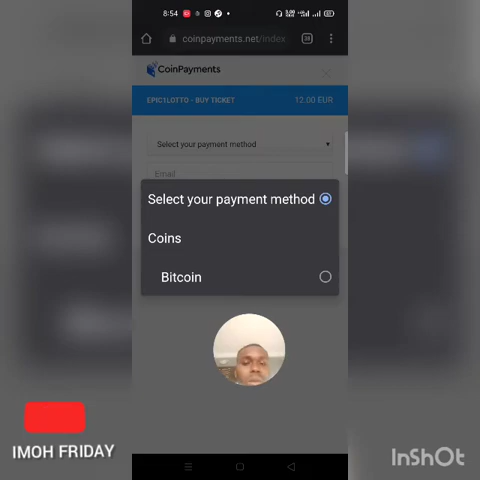 8:54
coinpayments.net/index
CoinPayments
EPIC1LOTTO - BUY TICKET
12.00 EUR
Select your payment method
Email
Select your payment method
Coins
Bitcoin
IMOH FRIDAY
InShOt